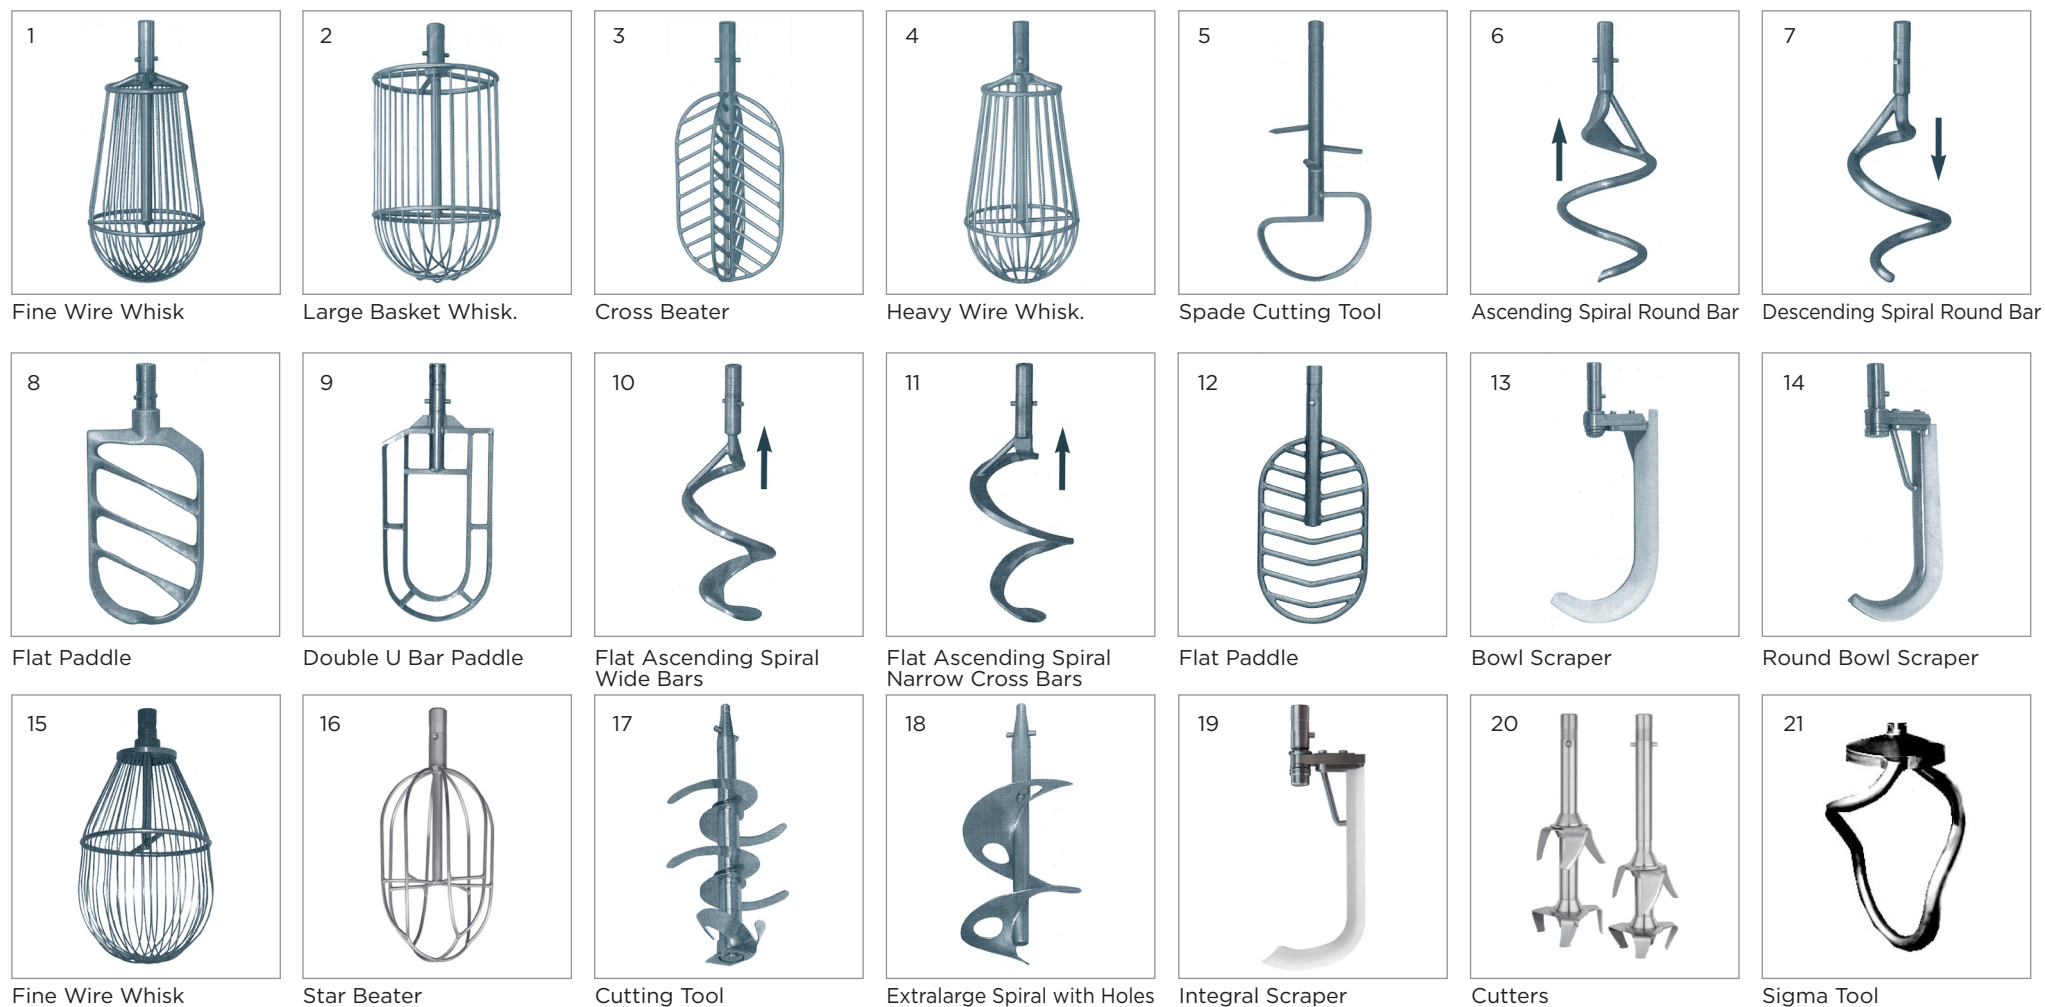 1
2
3
4
5
6
7
Fine Wire Whisk
Large Basket Whisk.
Cross Beater
Heavy Wire Whisk.
Spade Cutting Tool
Ascending Spiral Round Bar
Descending Spiral Round Bar
8
9
10
11
12
13
14
Flat Paddle
Double U Bar Paddle
Flat Ascending Spiral
Wide Bars
Flat Ascending Spiral
Narrow Cross Bars
Flat Paddle
Bowl Scraper
Round Bowl Scraper
15
16
17
18
19
20
21
Fine Wire Whisk
Star Beater
Cutting Tool
Extralarge Spiral with Holes
Integral Scraper
Cutters
Sigma Tool